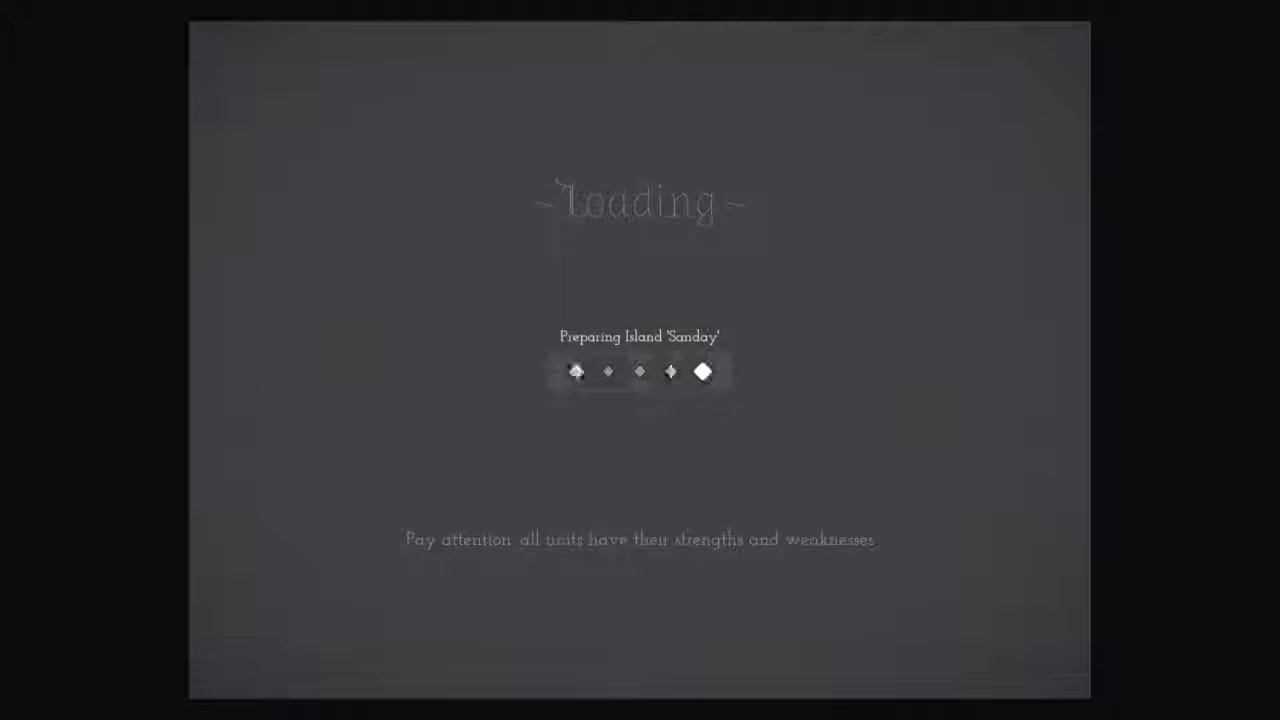 ~Loading~
Preparing Island 'Sanday'
Pay attention: all units have their strengths and weaknesses